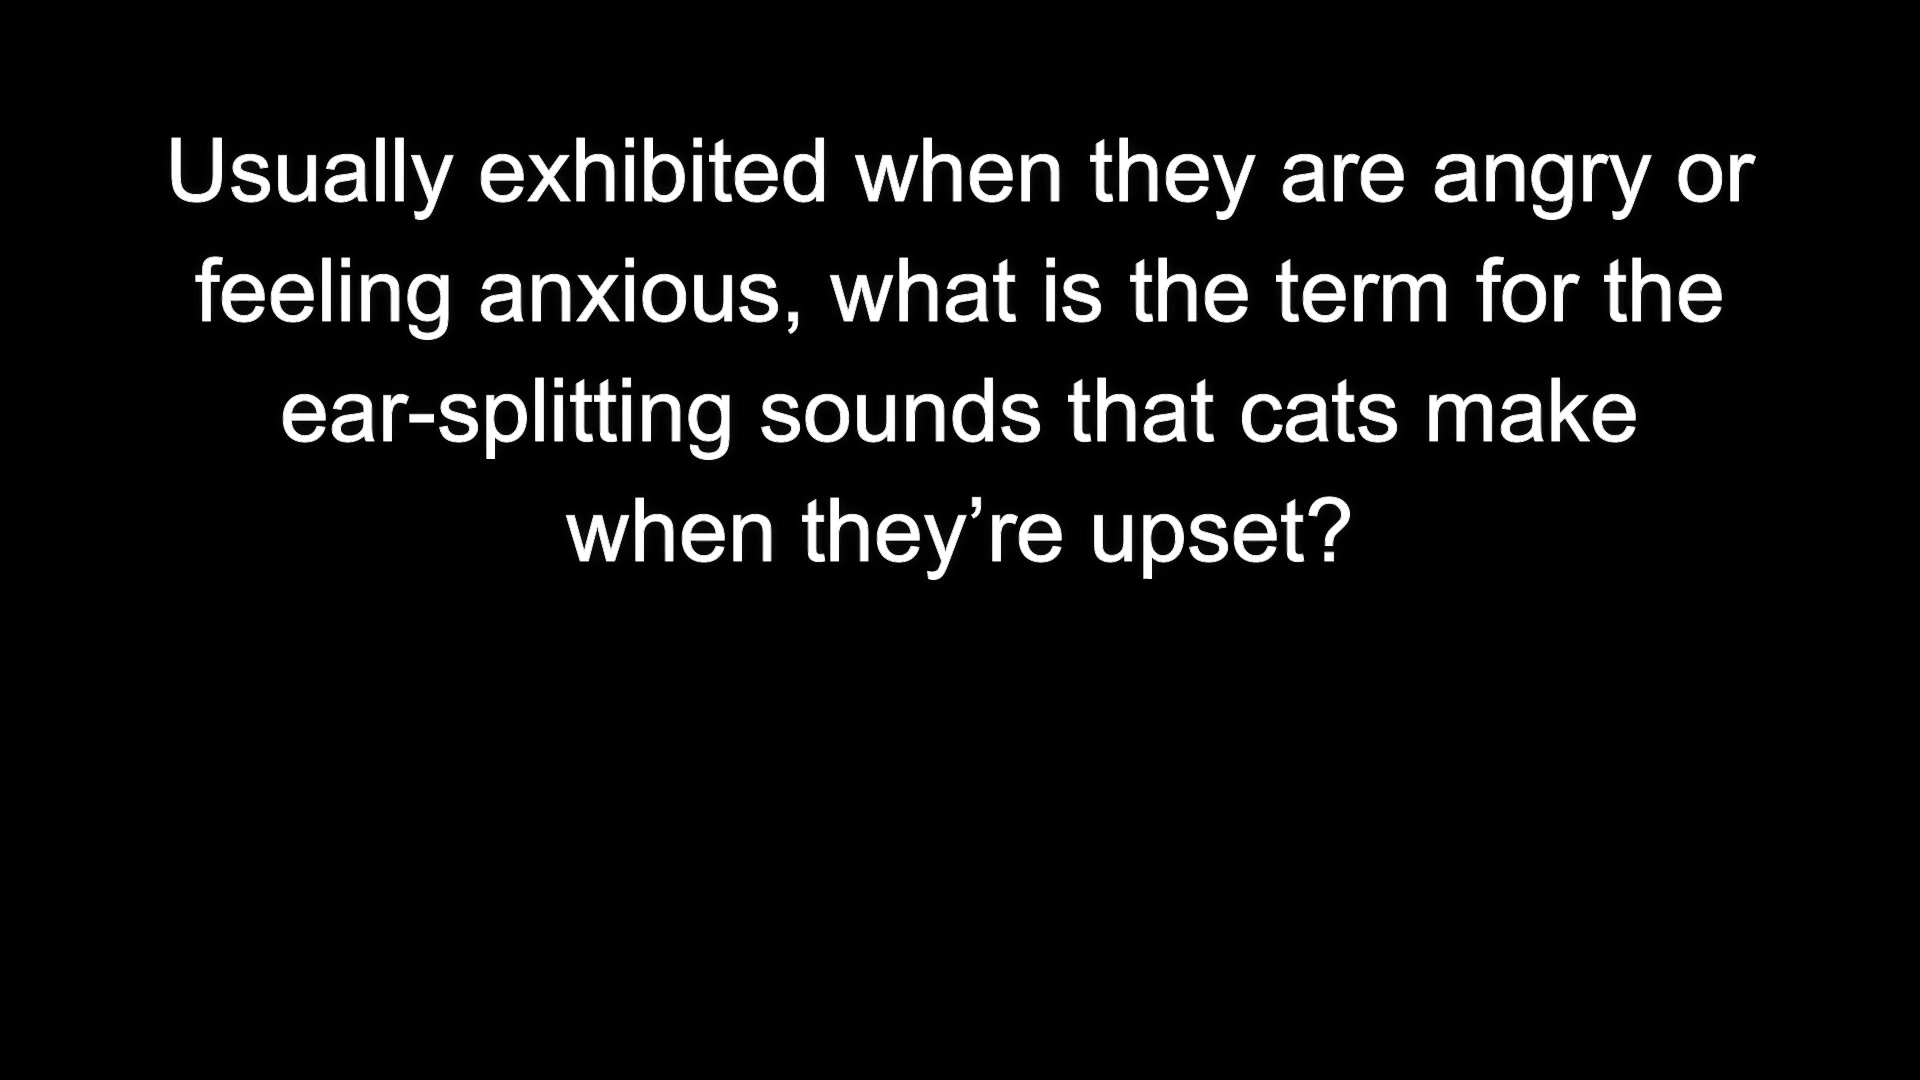 Usually exhibited when they are angry or
feeling anxious, what is the term for the
ear-splitting sounds that cats make
when they’re upset?